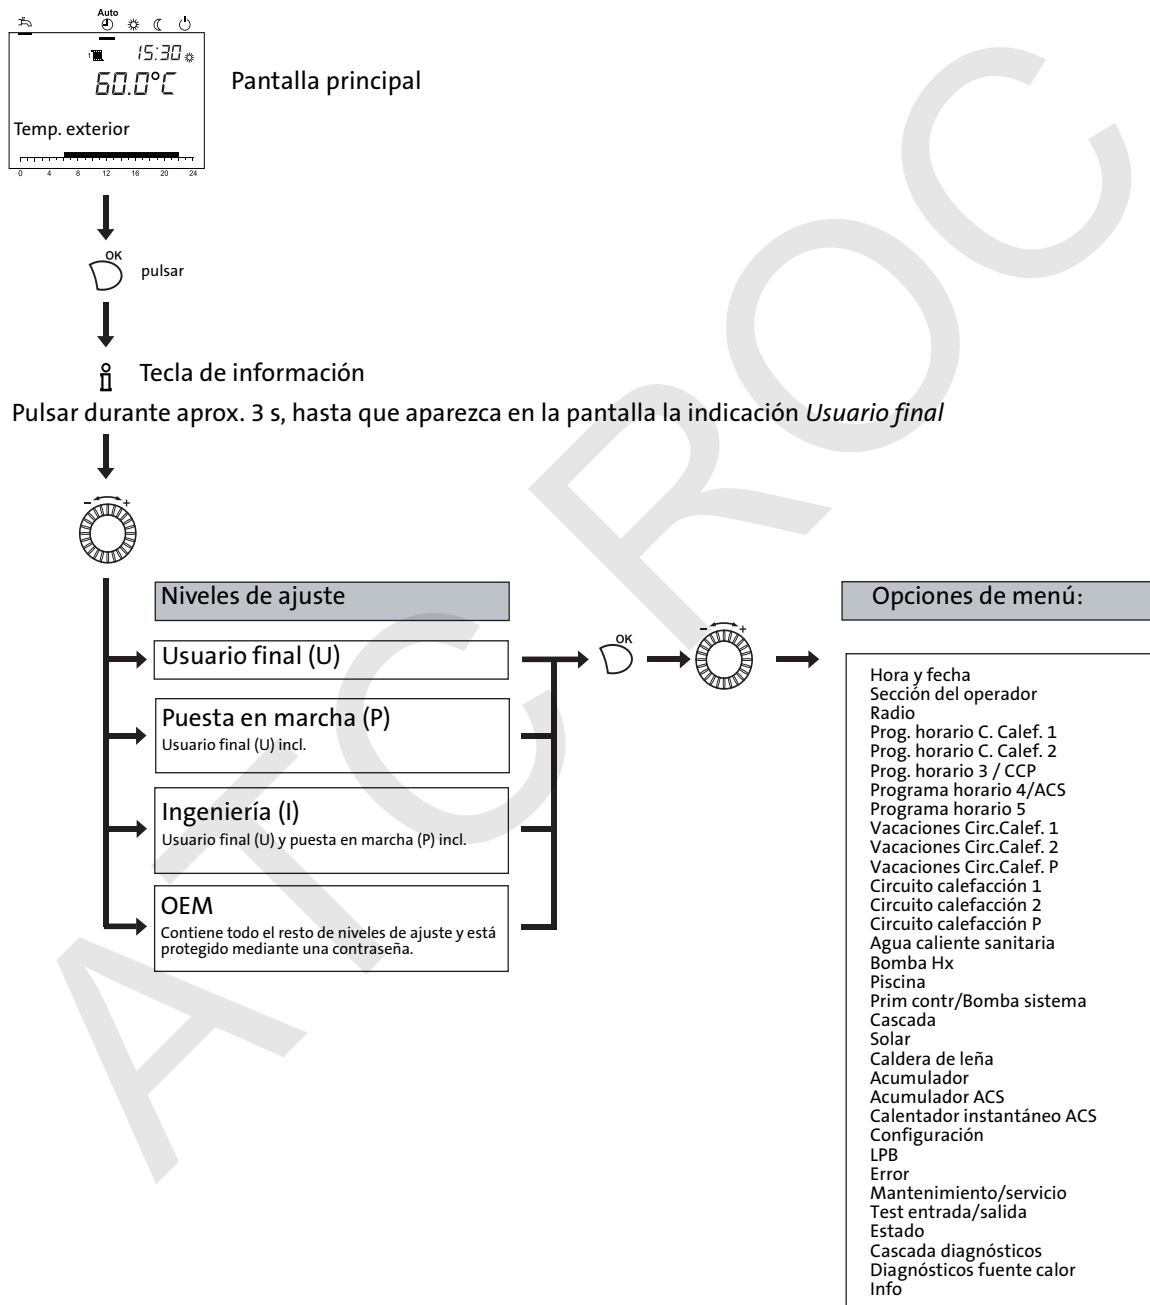 Auto
15:30
1
60.0°C
Pantalla principal
Temp. exterior
0 4 8 12 16 20 24
OK
pulsar
Tecla de información
Pulsar durante aprox. 3 s, hasta que aparezca en la pantalla la indicación Usuario final
- +
Niveles de ajuste
Usuario final (U)
Puesta en marcha (P)
Usuario final (U) incl.
Ingeniería (I)
Usuario final (U) y puesta en marcha (P) incl.
OEM
Contiene todo el resto de niveles de ajuste y está
protegido mediante una contraseña.
OK
- +
Opciones de menú:
Hora y fecha
Sección del operador
Radio
Prog. horario C. Calef. 1
Prog. horario C. Calef. 2
Prog. horario 3 / CCP
Programa horario 4/ACS
Programa horario 5
Vacaciones Circ.Calef. 1
Vacaciones Circ.Calef. 2
Vacaciones Circ.Calef. P
Circuito calefacción 1
Circuito calefacción 2
Circuito calefacción P
Agua caliente sanitaria
Bomba Hx
Piscina
Prim contr/Bomba sistema
Cascada
Solar
Caldera de leña
Acumulador
Acumulador ACS
Calentador instantáneo ACS
Configuración
LPB
Error
Mantenimiento/servicio
Test entrada/salida
Estado
Cascada diagnósticos
Diagnósticos fuente calor
Info
ATC ROC